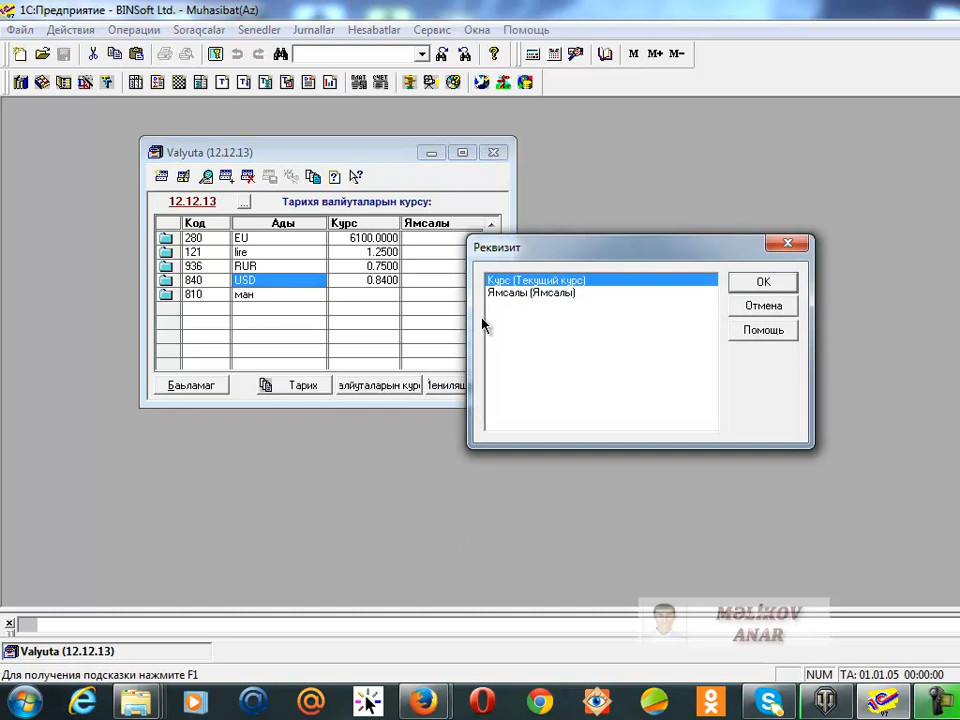 1С:Предприятие - BINSoft Ltd. - Muhasibat(Az)
Файл Действия Операции Soraqcalar Senedler Jurnallar Hesabatlar Сервис Окна Помощь
M M+ M-
Valyuta (12.12.13)
12.12.13 ... Тарихя валйуталарын курсу:
Код Ады Курс Ямсалы
280 EU 6100.0000
121 lire 1.2500
936 RUR 0.7500
840 USD 0.8400
810 ман
Баьламаг Тарих
Реквизит
Курс (Текущий курс)
Ямсалы (Ямсалы)
OK
Отмена
Помощь
MƏLİKOV
ANAR
Valyuta (12.12.13)
Для получения подсказки нажмите F1 NUM TA: 01.01.05 00:00:00